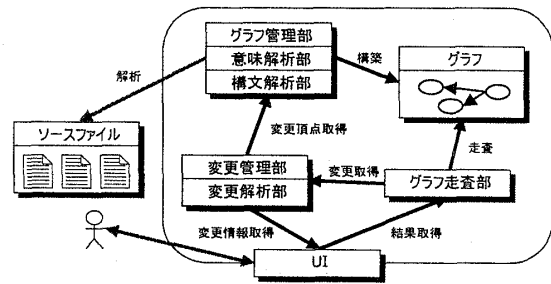 グラフ管理部
意味解析部
構文解析部
グラフ
解析
構築
ソースファイル
変更頂点取得
走査
変更管理部
変更解析部
変更取得
グラフ走査部
変更情報取得
結果取得
UI